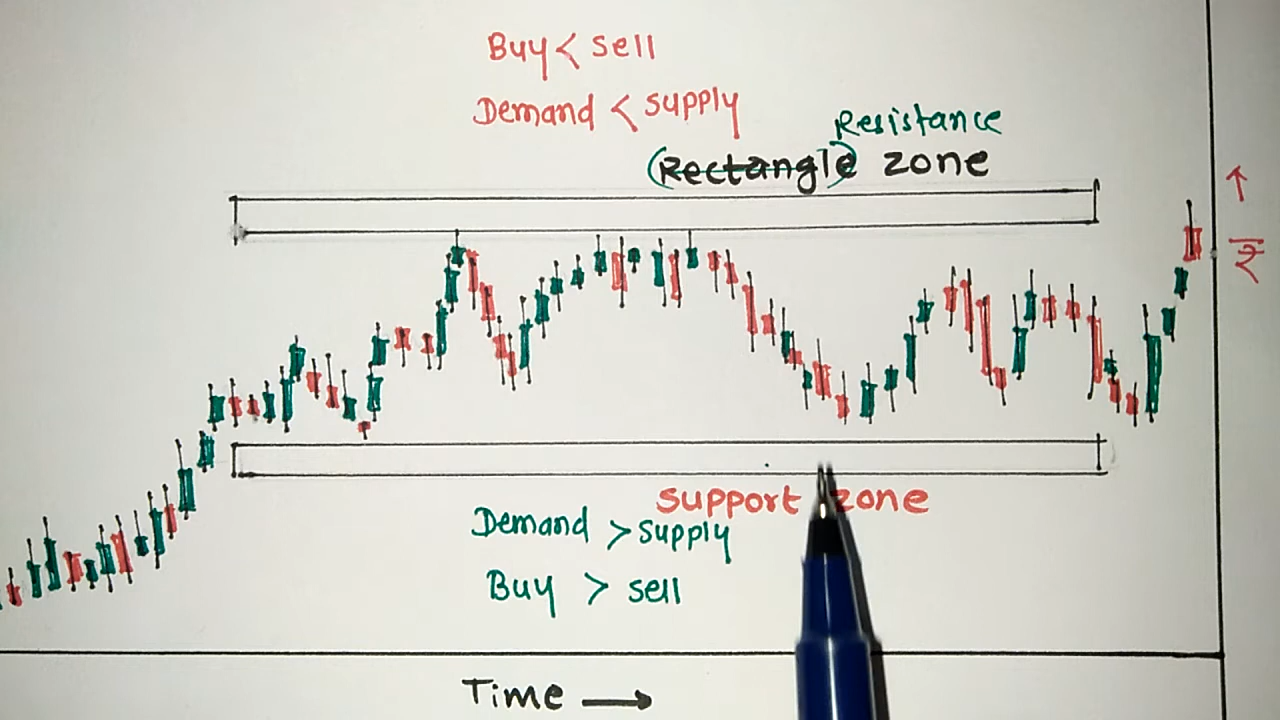 Buy < sell
Demand < supply
Resistance
(Rectangle) zone
↑
₹
support zone
Demand > supply
Buy > sell
Time →